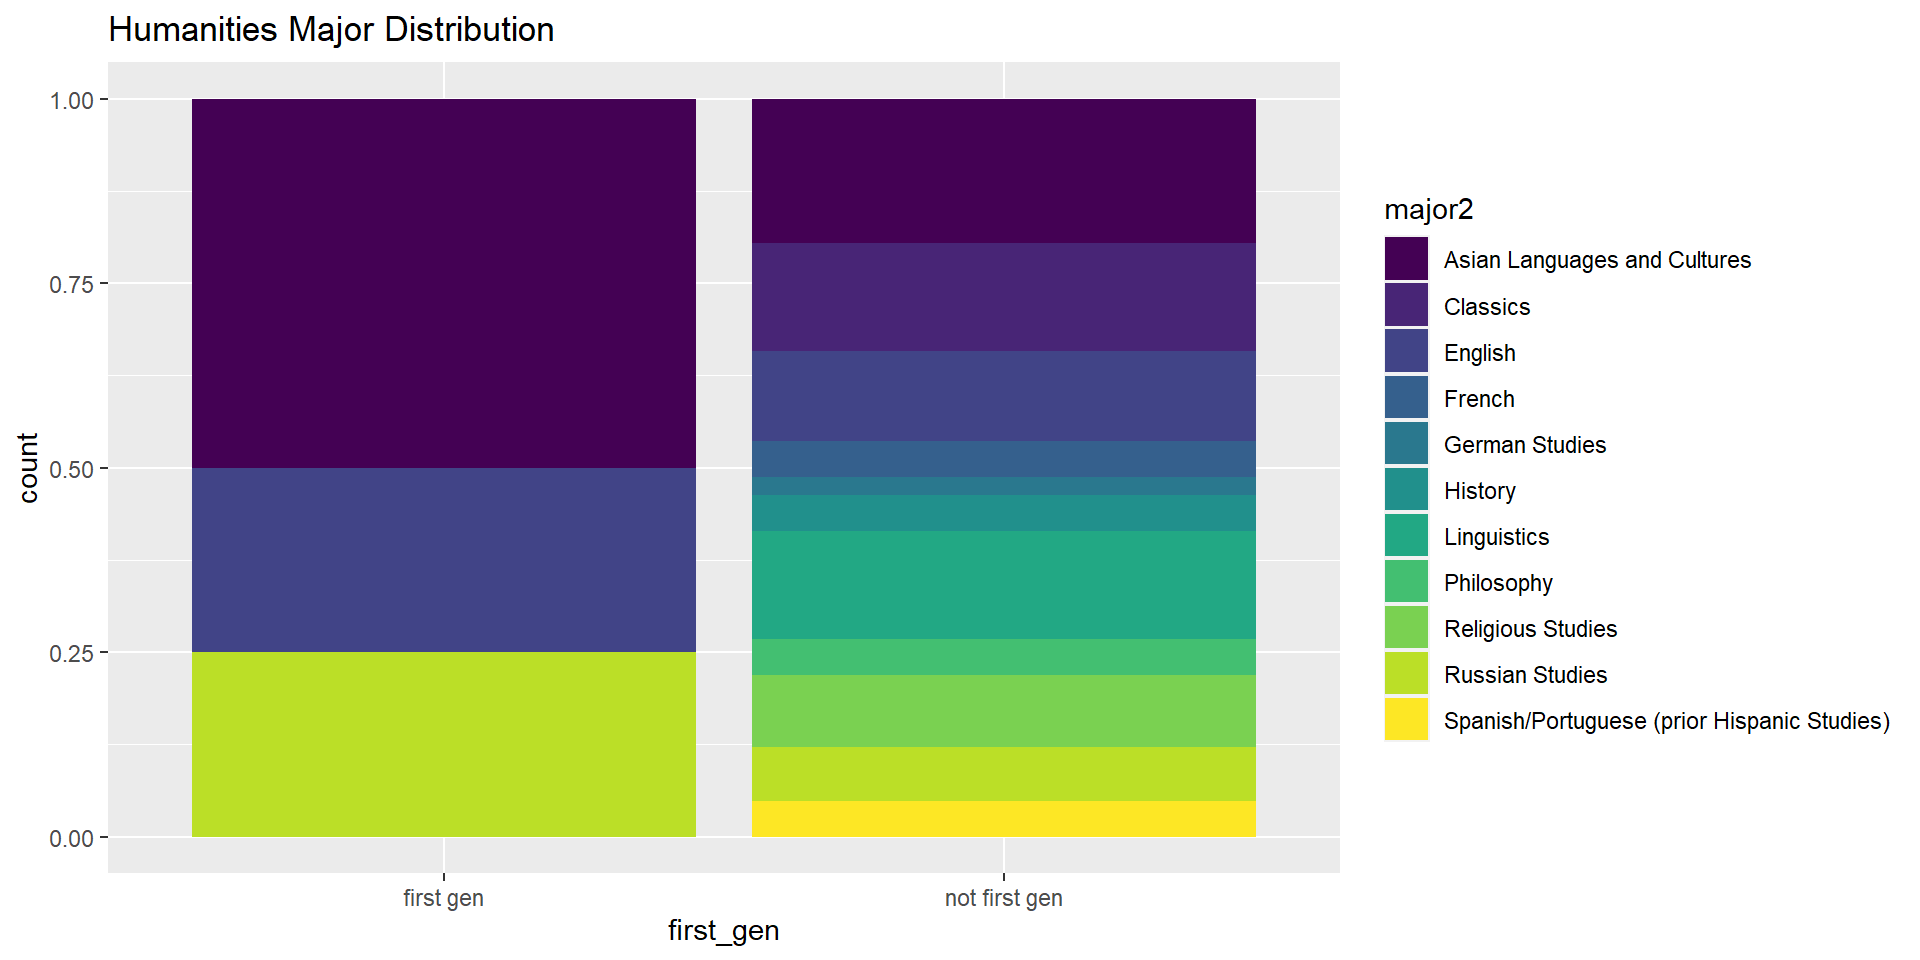 Humanities Major Distribution
1.00
0.75
0.50
0.25
0.00
count
first gen
not first gen
first_gen
major2
Asian Languages and Cultures
Classics
English
French
German Studies
History
Linguistics
Philosophy
Religious Studies
Russian Studies
Spanish/Portuguese (prior Hispanic Studies)